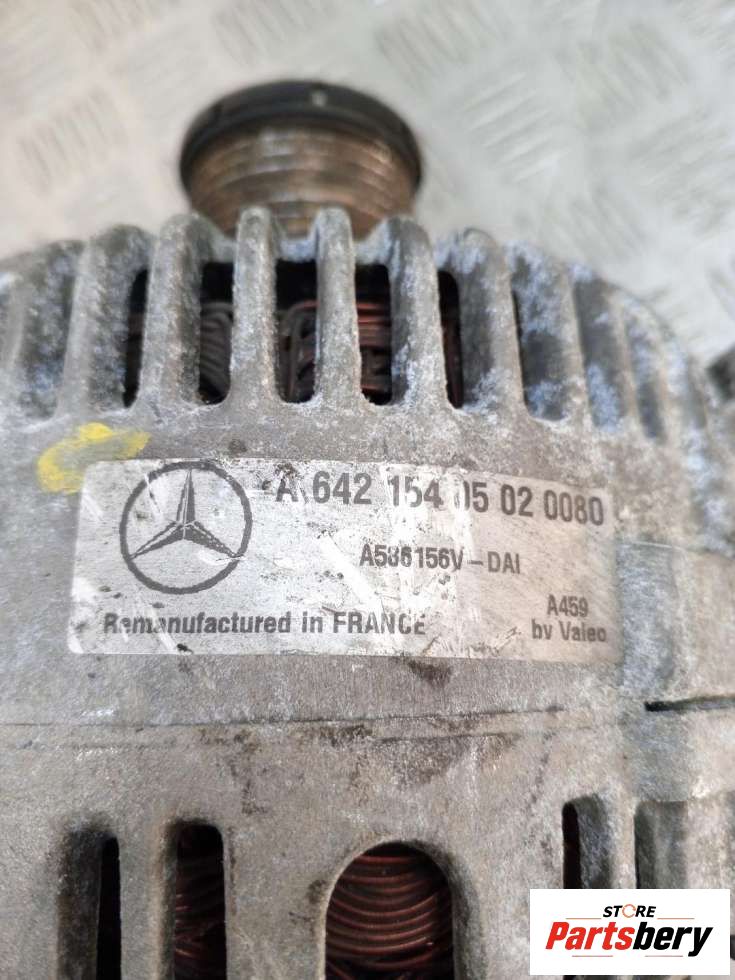 A 642 154 05 02 0080
A586156V-DAI
A459
Remanufactured in FRANCE
by Valeo
STORE
Partsbery